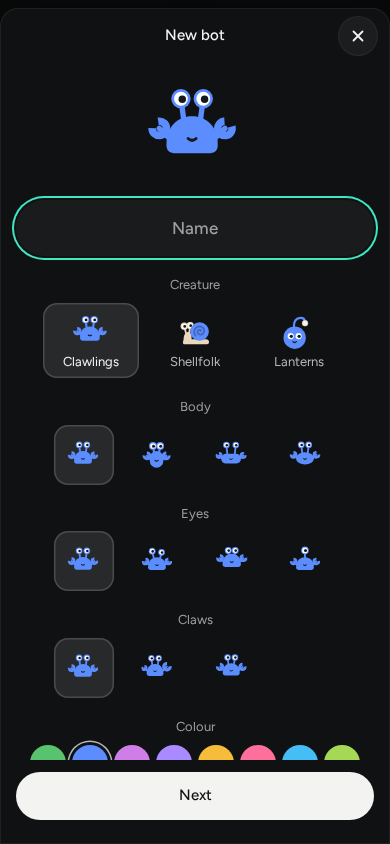 New bot
Name
Creature
Clawlings
Shellfolk
Lanterns
Body
Eyes
Claws
Colour
Next